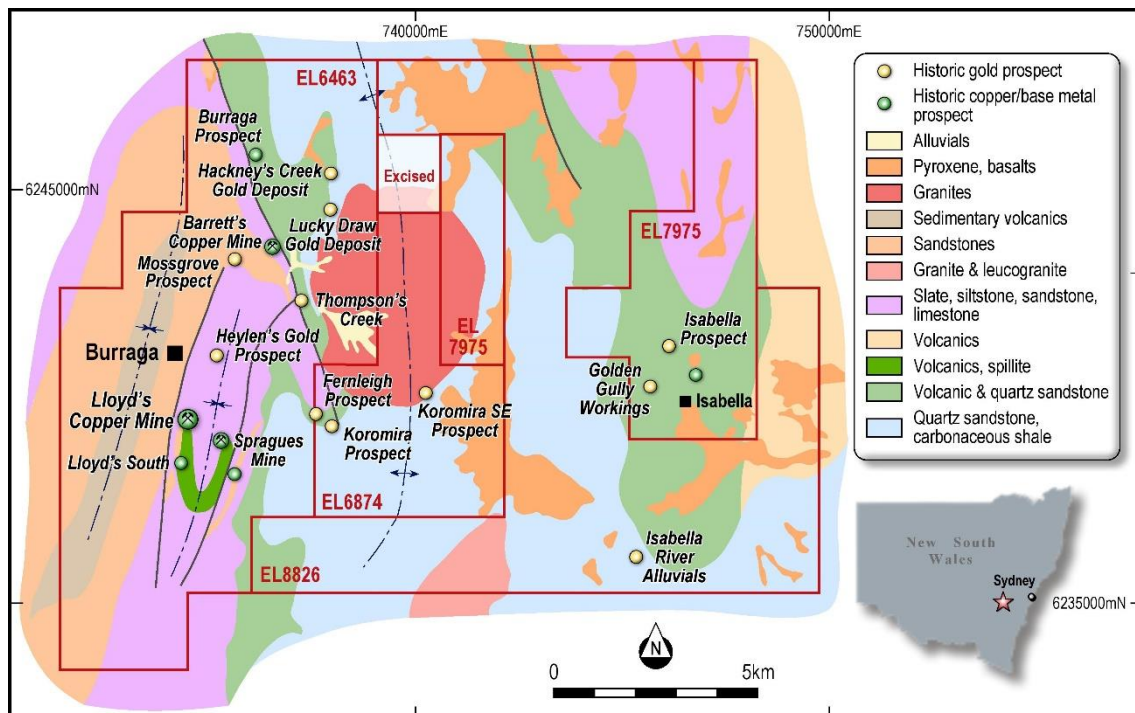 740000mE
750000mE
EL6463
Burraga
Prospect
Hackney's Creek
Gold Deposit
Excised
6245000mN
Barrett's
Copper Mine
Lucky Draw
Gold Deposit
Mossgrove
Prospect
EL7975
Thompson's
Creek
EL
7975
Isabella
Prospect
Burraga
Heylen's Gold
Prospect
Golden
Gully
Workings
Isabella
Fernleigh
Prospect
Koromira SE
Prospect
Lloyd's
Copper Mine
Koromira
Prospect
Spragues
Mine
Lloyd's South
EL6874
Isabella
River
Alluvials
EL8826
N
0
5km
Historic gold prospect
Historic copper/base metal
prospect
Alluvials
Pyroxene, basalts
Granites
Sedimentary volcanics
Sandstones
Granite & leucogranite
Slate, siltstone, sandstone,
limestone
Volcanics
Volcanics, spillite
Volcanic & quartz sandstone
Quartz sandstone,
carbonaceous shale
New South
Wales
Sydney
6235000mN